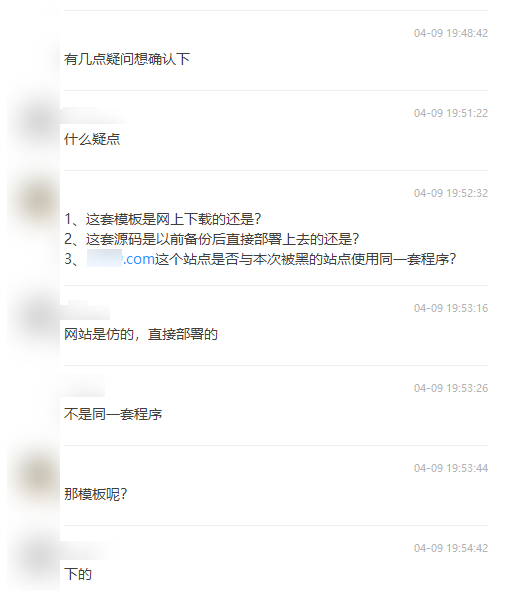 04-09 19:48:42
有几点疑问想确认下
04-09 19:51:22
什么疑点
04-09 19:52:32
1、这套模板是网上下载的还是？
2、这套源码是以前备份后直接部署上去的还是？
3、.com这个站点是否与本次被黑的站点使用同一套程序？
04-09 19:53:16
网站是仿的，直接部署的
04-09 19:53:26
不是同一套程序
04-09 19:53:44
那模板呢？
04-09 19:54:42
下的